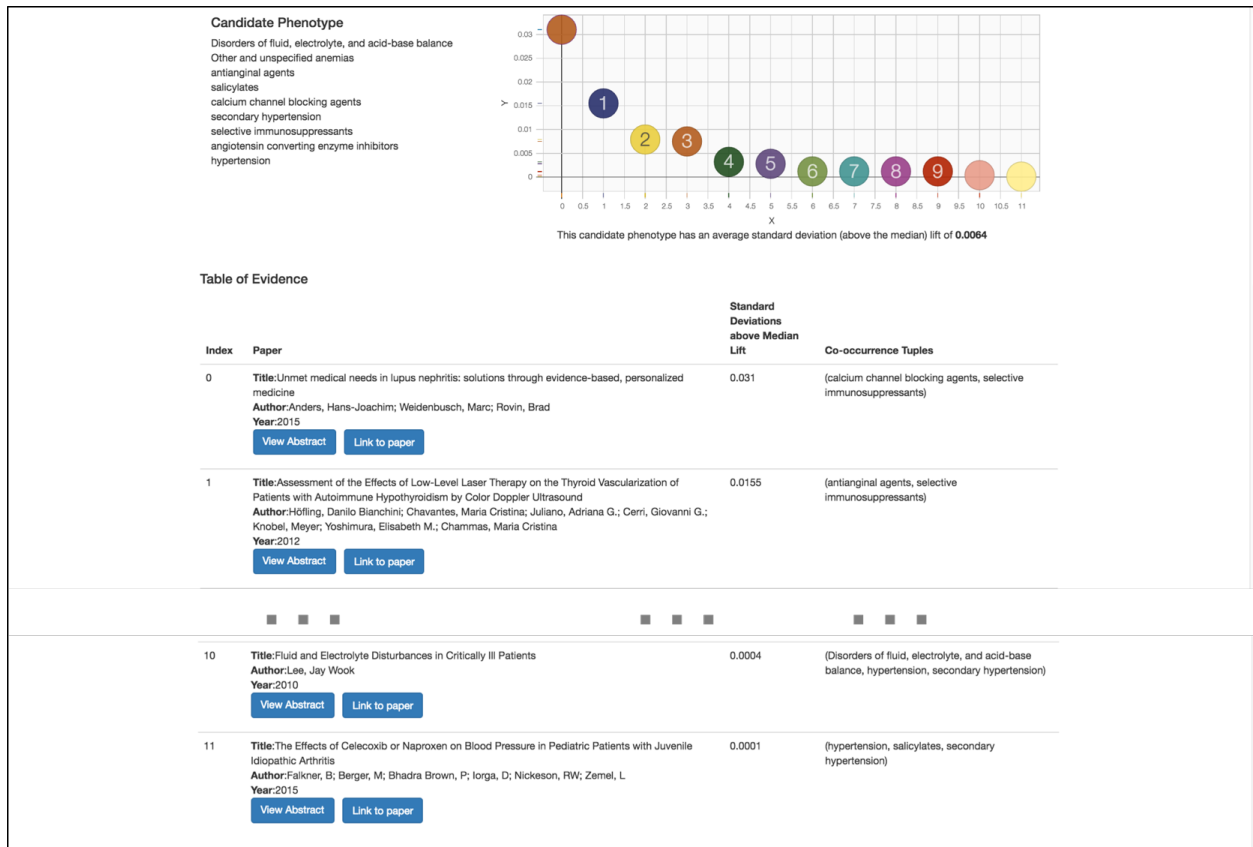 Candidate Phenotype
Disorders of fluid, electrolyte, and acid-base balance
Other and unspecified anemias
antianginal agents
salicylates
calcium channel blocking agents
secondary hypertension
selective immunosuppressants
angiotensin converting enzyme inhibitors
hypertension
0.03
0.025
0.02
0.015
0.01
0.005
0
Y
1
2
3
4
5
6
7
8
9
0 0.5 1 1.5 2 2.5 3 3.5 4 4.5 5 5.5 6 6.5 7 7.5 8 8.5 9 9.5 10 11
X
This candidate phenotype has an average standard deviation (above the median) lift of 0.0064
Table of Evidence
Index Paper Standard Deviations above Median Lift Co-occurrence Tuples
0 Title:Unmet medical needs in lupus nephritis: solutions through evidence-based, personalized 0.031 (calcium channel blocking agents, selective
medicine immunosuppressants)
Author:Anders, Hans-Joachim; Weidenbusch, Marc; Rovin, Brad
Year:2015
View Abstract Link to paper
1 Title:Assessment of the Effects of Low-Level Laser Therapy on the Thyroid Vascularization of 0.0155 (antianginal agents, selective
Patients with Autoimmune Hypothyroidism by Color Doppler Ultrasound immunosuppressants)
Author:Höfling, Danilo Bianchini; Chavantes, Maria Cristina; Juliano, Adriana G.; Cerri, Giovanni G.;
Knobel, Meyer; Yoshimura, Elisabeth M.; Chammas, Maria Cristina
Year:2012
View Abstract Link to paper
10 Title:Fluid and Electrolyte Disturbances in Critically Ill Patients 0.0004 (Disorders of fluid, electrolyte, and acid-base
Author:Lee, Jay Wook balance, hypertension, secondary hypertension)
Year:2010
View Abstract Link to paper
11 Title:The Effects of Celecoxib or Naproxen on Blood Pressure in Pediatric Patients with Juvenile 0.0001 (hypertension, salicylates, secondary
Idiopathic Arthritis hypertension)
Author:Falkner, B; Berger, M; Bhadra Brown, P; Iorga, D; Nickeson, RW; Zemel, L
Year:2015
View Abstract Link to paper